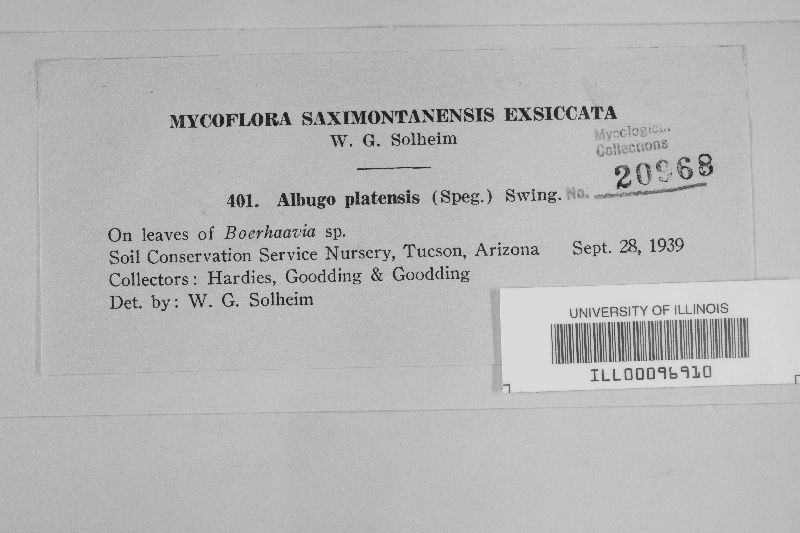 MYCOFLORA SAXIMONTANENSIS EXSICCATA
W. G. Solheim
Collections
No. 20968
401. Albugo platensis (Speg.) Swing.
On leaves of Boerhaavia sp.
Soil Conservation Service Nursery, Tucson, Arizona Sept. 28, 1939
Collectors: Hardies, Goodding & Goodding
Det. by: W. G. Solheim
UNIVERSITY OF ILLINOIS
ILL00096910